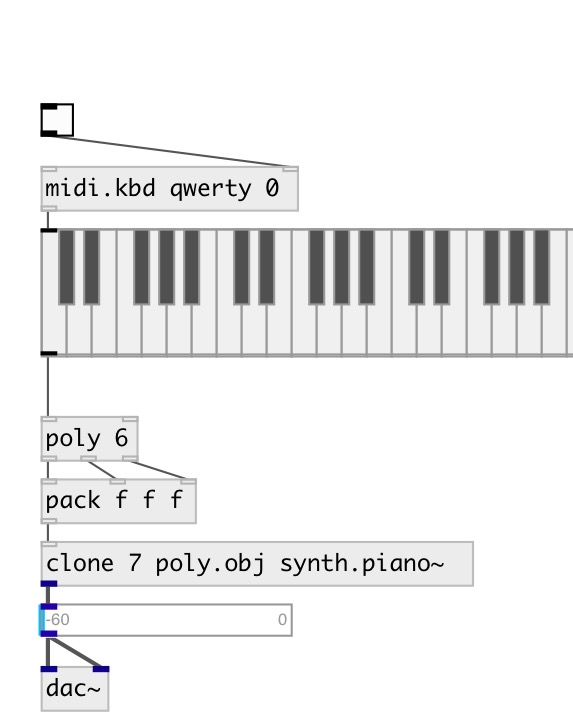 midi.kbd qwerty 0
poly 6
pack f f f
clone 7 poly.obj synth.piano~
-60 0
dac~